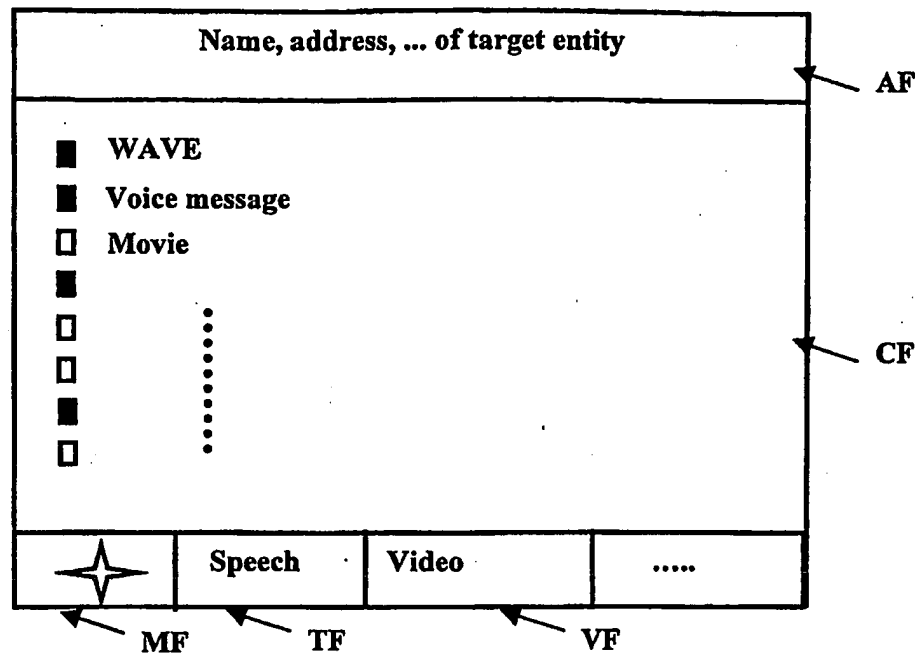 Name, address, ... of target entity
AF
WAVE
Voice message
Movie
CF
Speech
Video
.....
MF
TF
VF